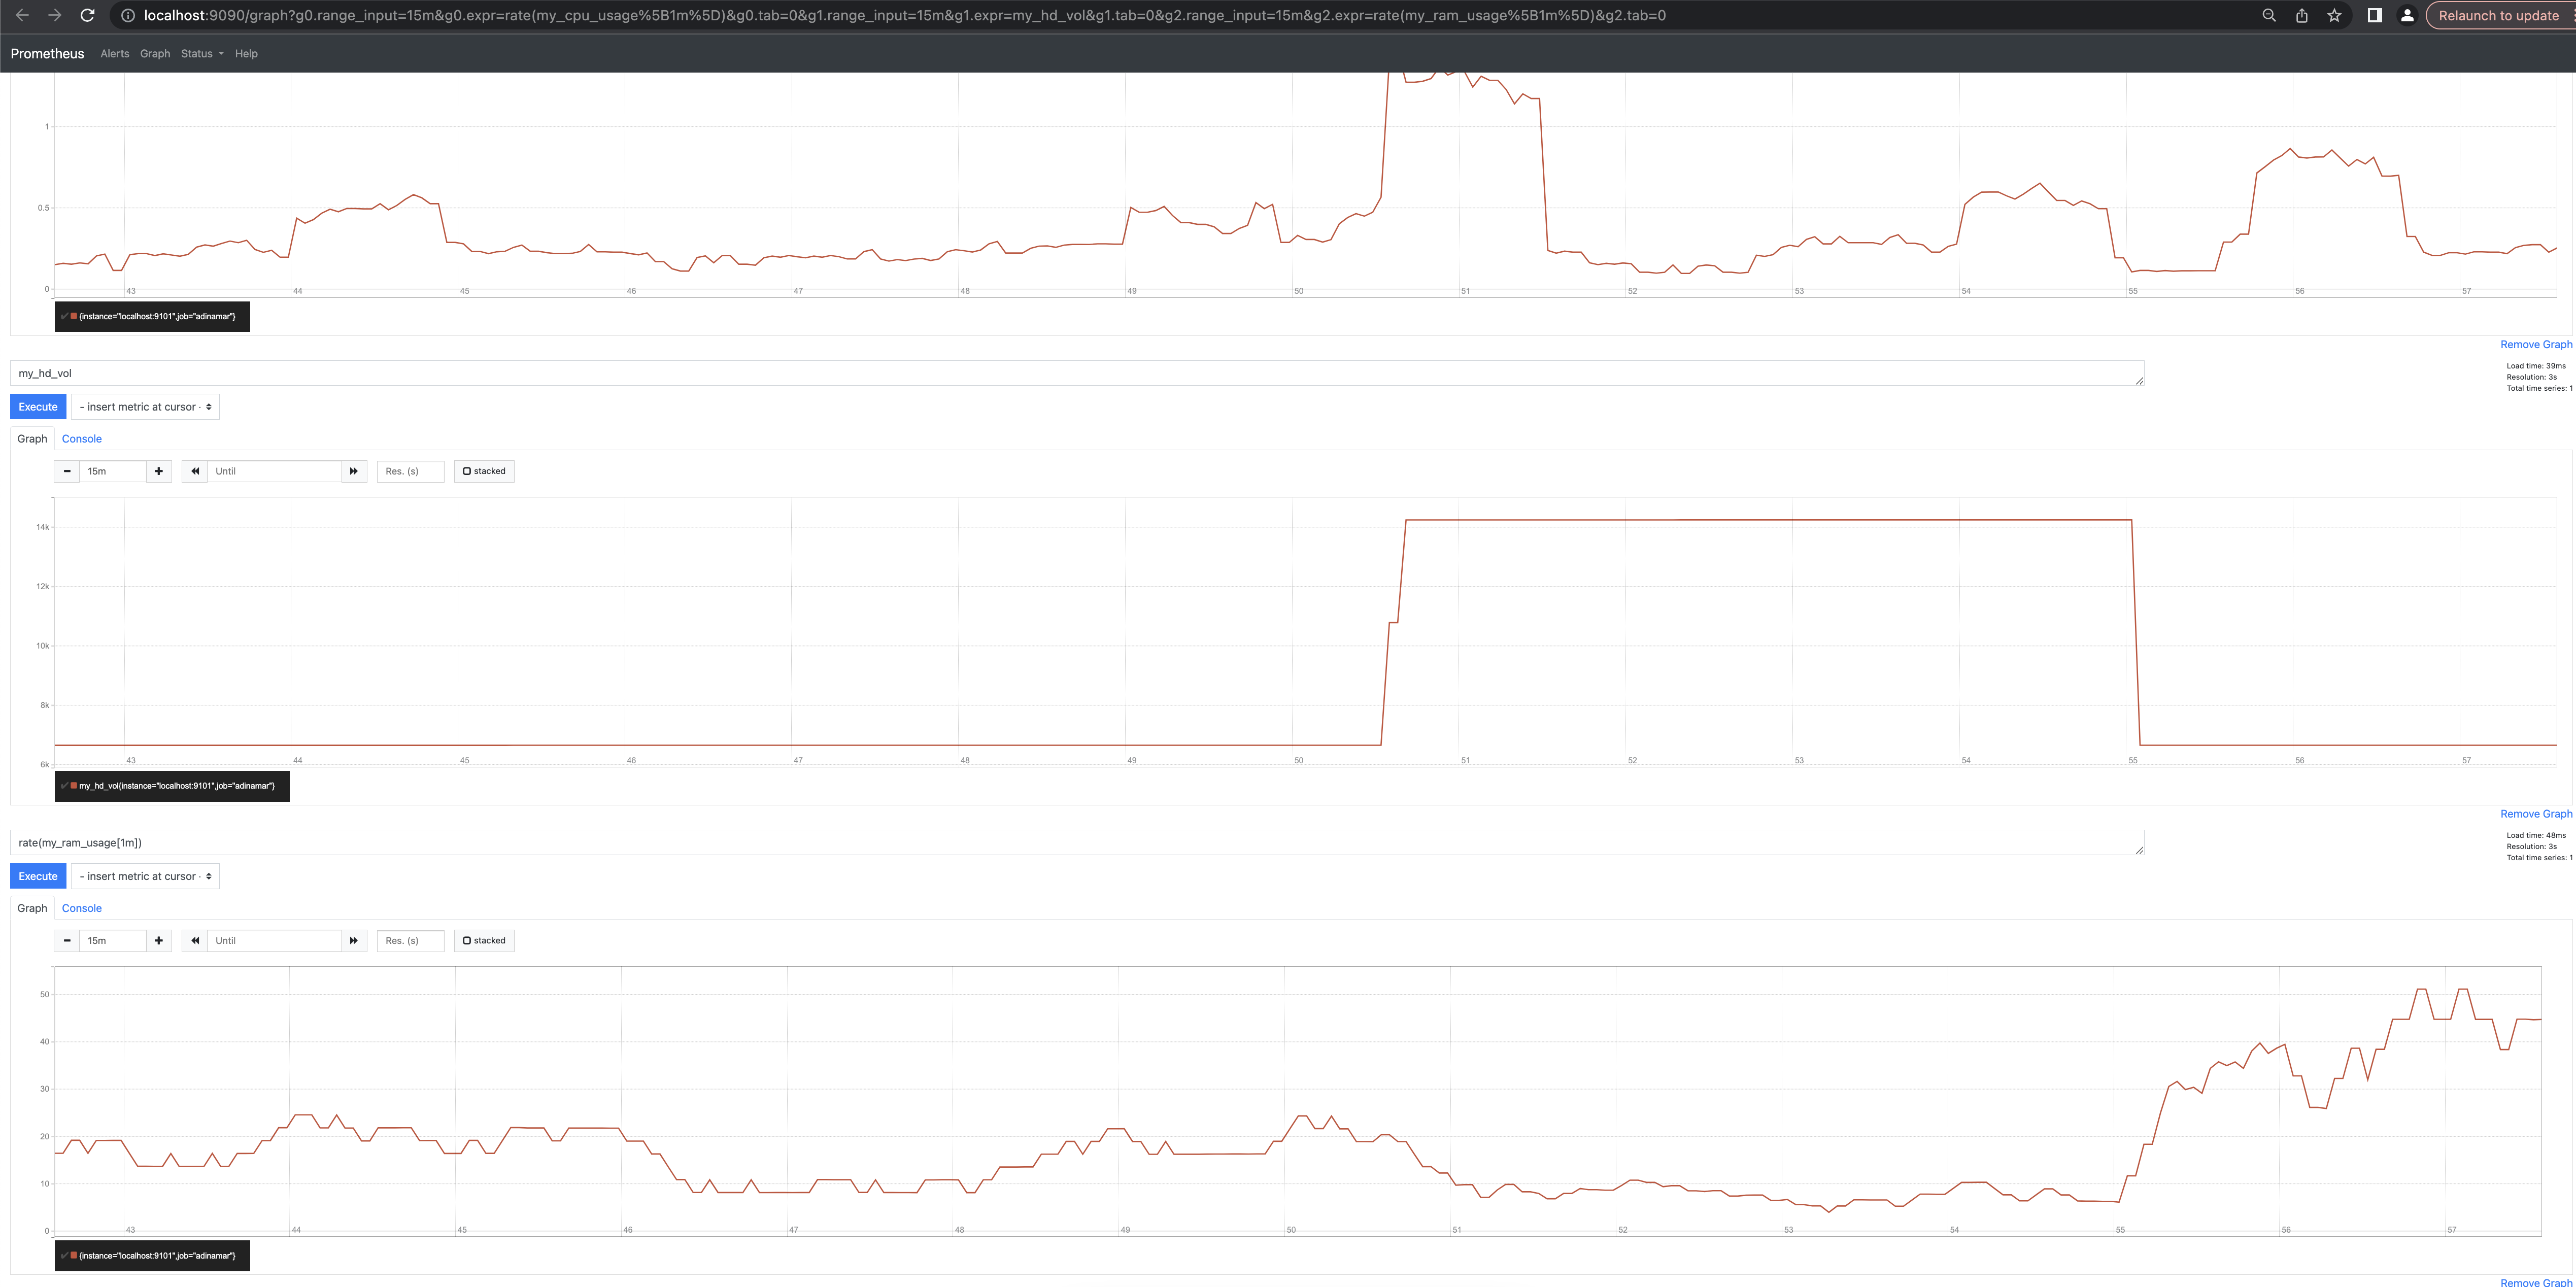 localhost:9090/graph?g0.range_input=15m&g0.expr=rate(my_cpu_usage%5B1m%5D)&g0.tab=0&g1.range_input=15m&g1.expr=my_hd_vol&g1.tab=0&g2.range_input=15m&g2.expr=rate(my_ram_usage%5B1m%5D)&g2.tab=0 Relaunch to update
Prometheus Alerts Graph Status Help
1
0.5
0
43 44 45 46 47 48 49 50 51 52 53 54 55 56 57
{instance="localhost:9101",job="adinamar"}
Remove Graph
my_hd_vol
Load time: 39ms
Resolution: 3s
Total time series: 1
Execute - insert metric at cursor -
Graph Console
15m Until Res. (s) stacked
14k
12k
10k
8k
6k
43 44 45 46 47 48 49 50 51 52 53 54 55 56 57
my_hd_vol{instance="localhost:9101",job="adinamar"}
Remove Graph
rate(my_ram_usage[1m])
Load time: 48ms
Resolution: 3s
Total time series: 1
Execute - insert metric at cursor -
Graph Console
15m Until Res. (s) stacked
50
40
30
20
10
0
43 44 45 46 47 48 49 50 51 52 53 54 55 56 57
{instance="localhost:9101",job="adinamar"}
Remove Graph